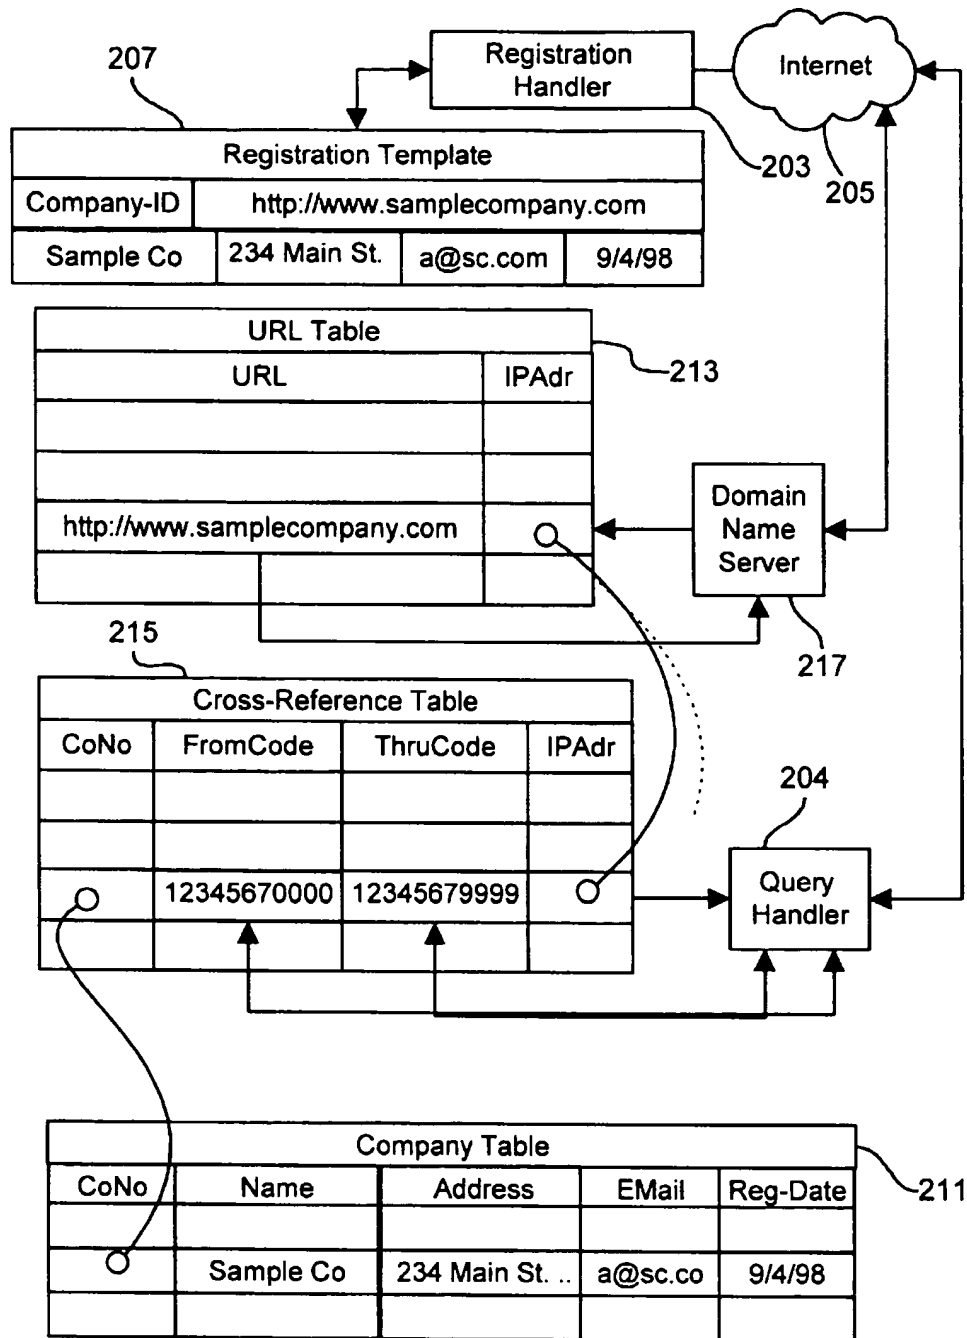 207
Registration
Handler
Internet
203
205
Registration Template
Company-ID http://www.samplecompany.com
Sample Co 234 Main St. a@sc.com 9/4/98
URL Table
213
URL IPAdr
http://www.samplecompany.com
Domain
Name
Server
217
215
Cross-Reference Table
CoNo FromCode ThruCode IPAdr
12345670000 12345679999
204
Query
Handler
Company Table
211
CoNo Name Address EMail Reg-Date
Sample Co 234 Main St. .. a@sc.co 9/4/98